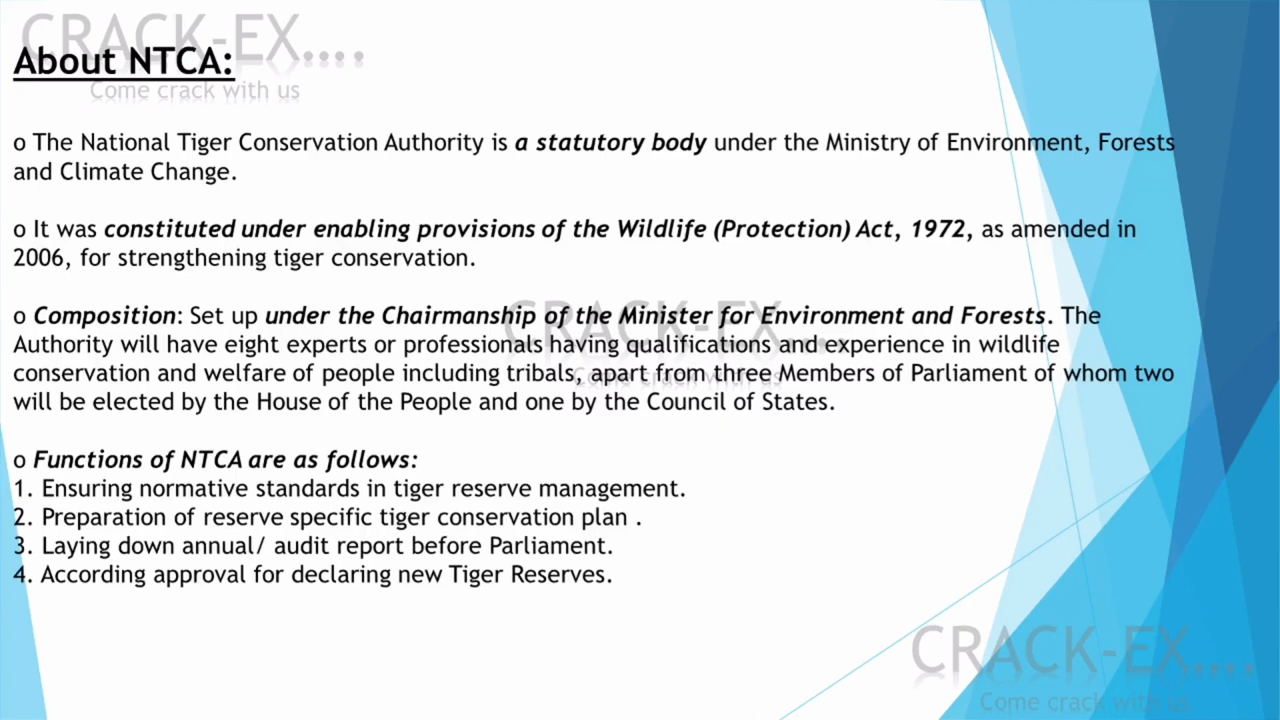 CRACK-EX....
About NTCA:
Come crack with us
o The National Tiger Conservation Authority is a statutory body under the Ministry of Environment, Forests
and Climate Change.
o It was constituted under enabling provisions of the Wildlife (Protection) Act, 1972, as amended in
2006, for strengthening tiger conservation.
o Composition: Set up under the Chairmanship of the Minister for Environment and Forests. The
CRACK-EX....
Authority will have eight experts or professionals having qualifications and experience in wildlife
conservation and welfare of people including tribals, apart from three Members of Parliament of whom two
Come crack with us
will be elected by the House of the People and one by the Council of States.
o Functions of NTCA are as follows:
1. Ensuring normative standards in tiger reserve management.
2. Preparation of reserve specific tiger conservation plan .
3. Laying down annual/ audit report before Parliament.
4. According approval for declaring new Tiger Reserves.
CRACK-EX....
Come crack with us